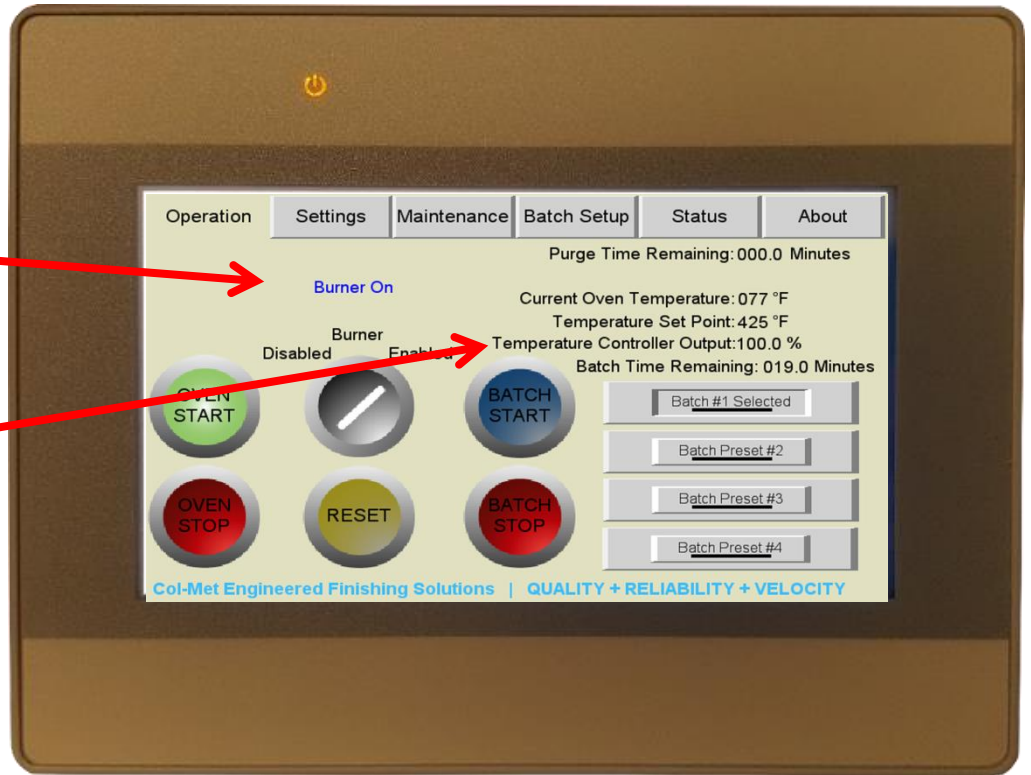 Operation Settings Maintenance Batch Setup Status About
Purge Time Remaining: 000.0 Minutes
Burner On
Current Oven Temperature: 077 °F
Temperature Set Point: 425 °F
Temperature Controller Output: 100.0 %
Batch Time Remaining: 019.0 Minutes
Burner
Disabled Enabled
OVEN
START
BATCH
START
Batch #1 Selected
Batch Preset #2
OVEN
STOP
RESET
BATCH
STOP
Batch Preset #3
Batch Preset #4
Col-Met Engineered Finishing Solutions | QUALITY + RELIABILITY + VELOCITY